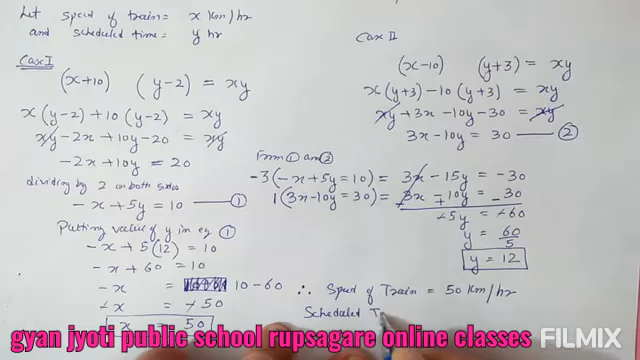 Let speed of train = x km/hr
and scheduled time = y hr
Case I
(x+10) (y-2) = xy
x(y-2)+10(y-2) = xy
xy-2x+10y-20 = xy
-2x+10y = 20
dividing by 2 on both sides
-x+5y = 10 ——①
Putting value of y in eq ①
-x+5(12) = 10
-x+60 = 10
-x = 10-60
-x = -50
x = 50
Case II
(x-10) (y+3) = xy
x(y+3)-10(y+3) = xy
xy+3x-10y-30 = xy
3x-10y = 30 ——②
Form ① and ②
-3(-x+5y=10) = 3x-15y = -30
1(3x-10y=30) = 3x-10y = 30
-5y = -60
y = 60/5
y = 12
∴ Speed of Train = 50 km/hr
Scheduled T
gyan jyoti public school rupsagare online classes
FILMIX